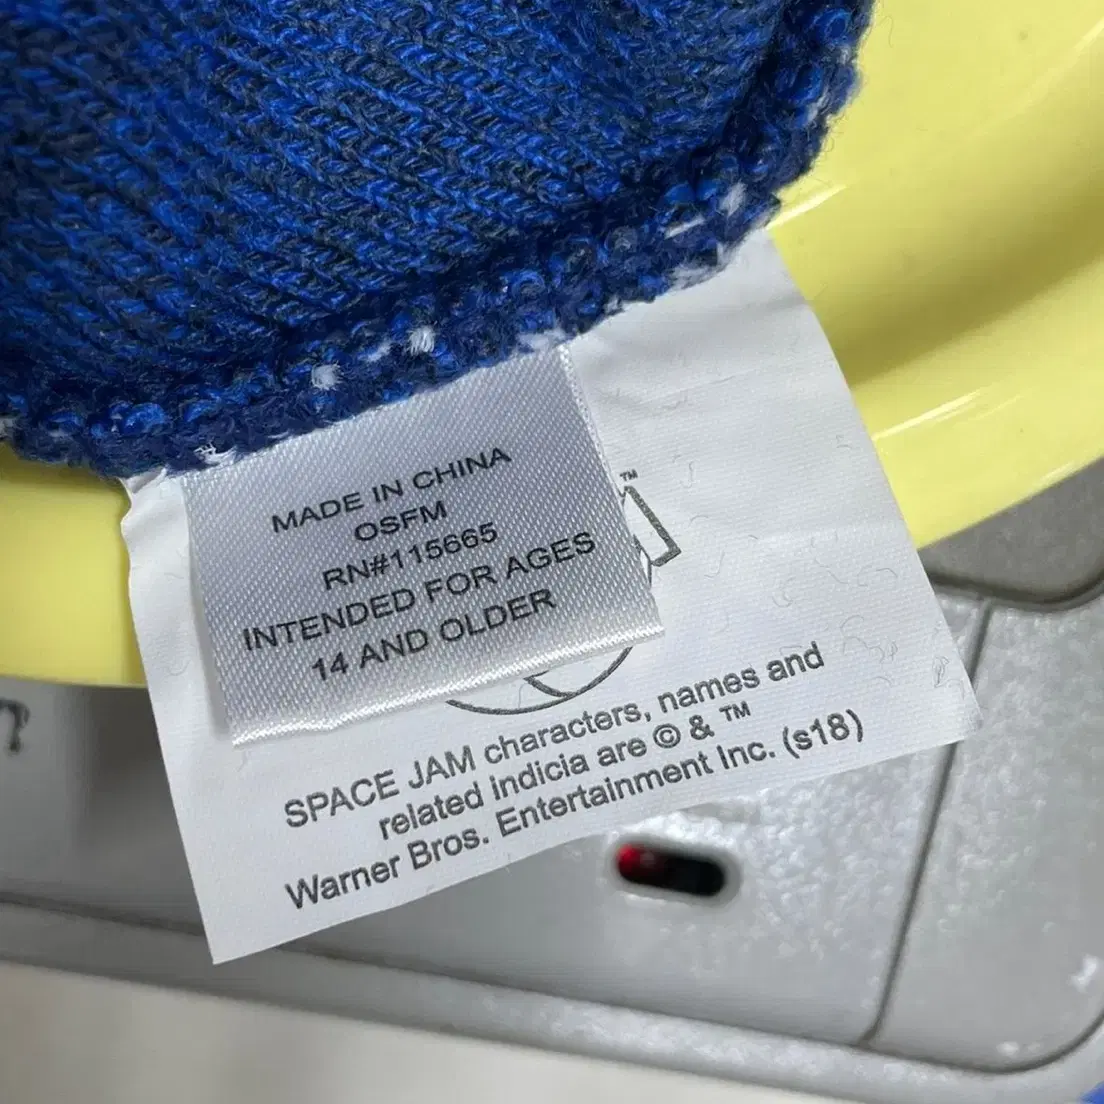 MADE IN CHINA
OSFM
RN#115665
INTENDED FOR AGES
14 AND OLDER
TM
SPACE JAM characters, names and
related indicia are © & ™
Warner Bros. Entertainment Inc. (s18)